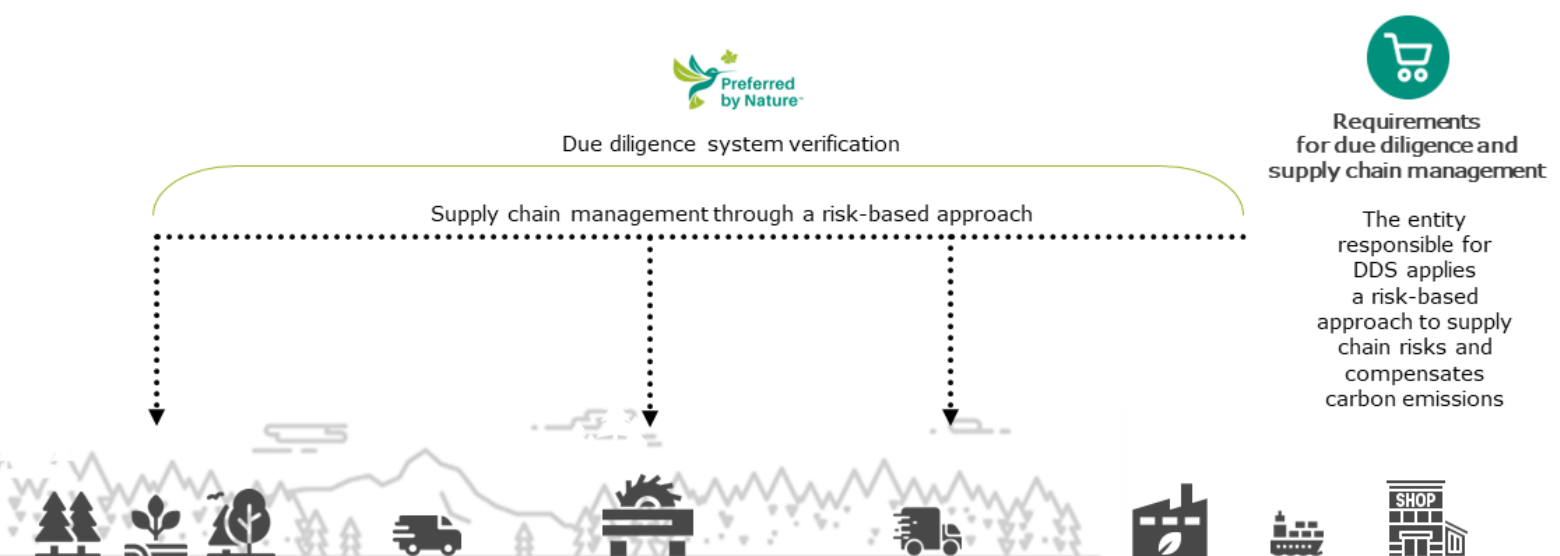 Preferred
by Nature™
Due diligence system verification
Supply chain management through a risk-based approach
Requirements
for due diligence and
supply chain management
The entity
responsible for
DDS applies
a risk-based
approach to supply
chain risks and
compensates
carbon emissions
SHOP